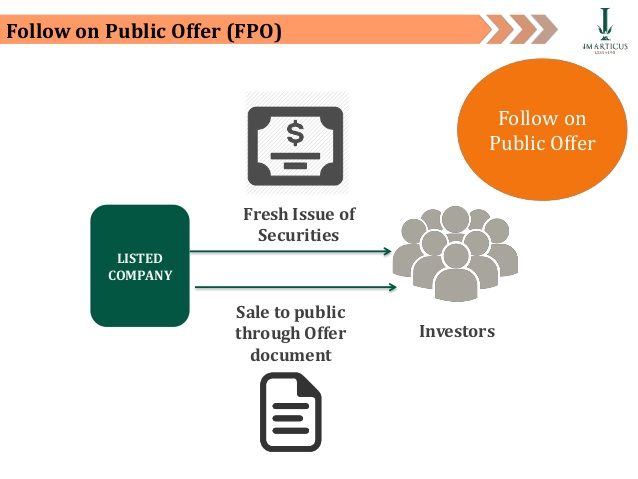 Follow on Public Offer (FPO)
IMARTICUS
LEARNING
Follow on
Public Offer
$
Fresh Issue of
Securities
LISTED
COMPANY
Sale to public
through Offer
document
Investors